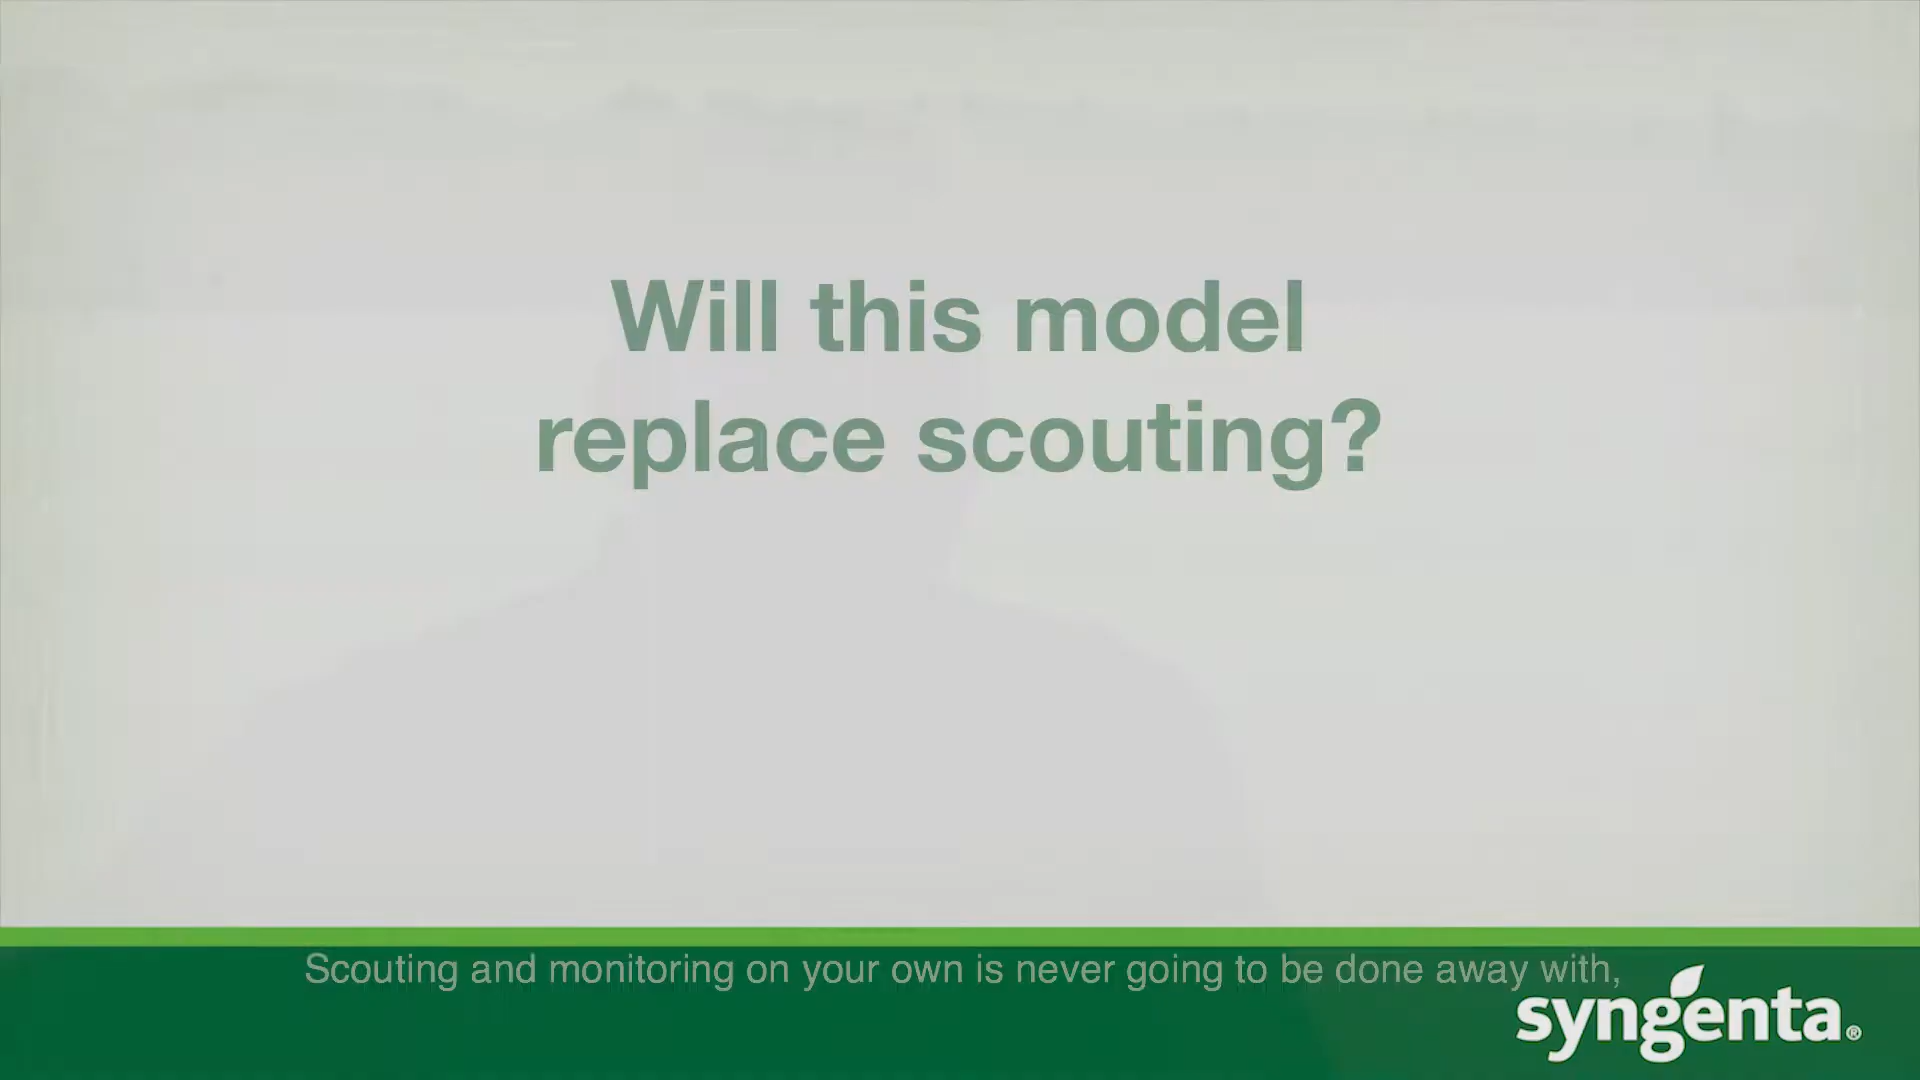 Will this model
replace scouting?
Scouting and monitoring on your own is never going to be done away with,
syngenta®